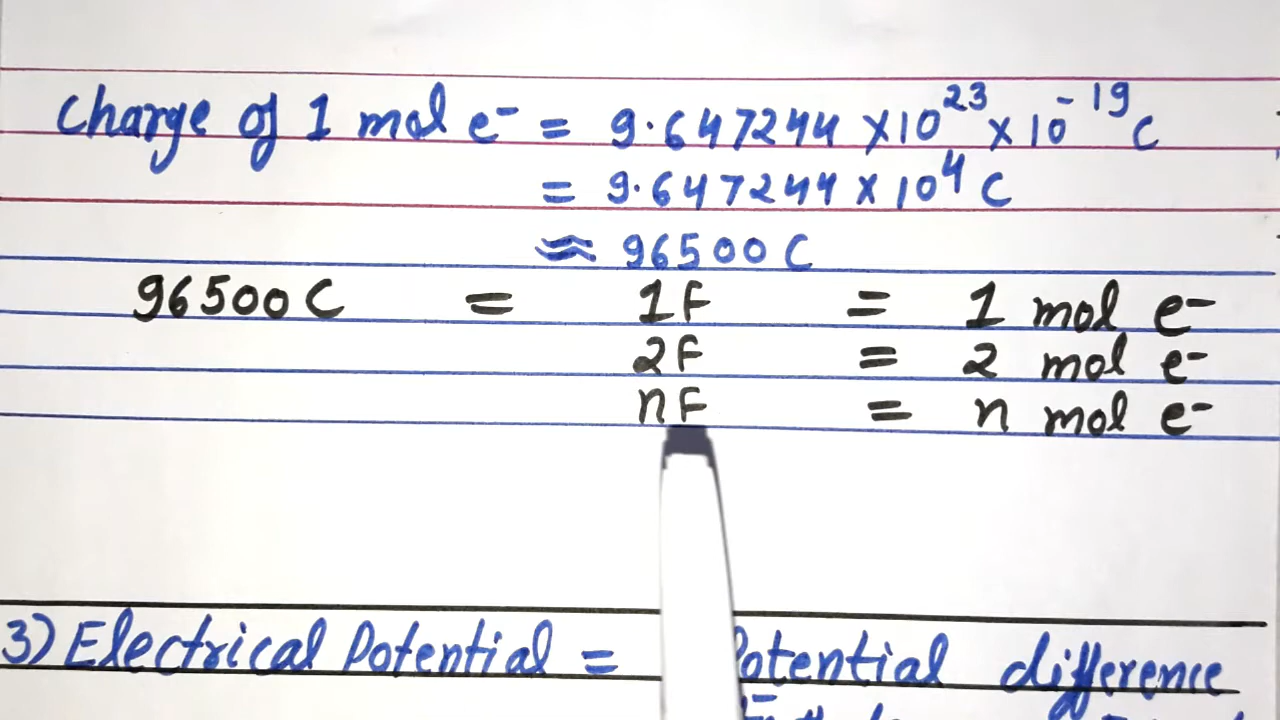 Charge of 1 mol e⁻ = 9.647244 ×10²³ ×10⁻¹⁹ C
= 9.647244 × 10⁴ C
≈ 96500 C
96500 C = 1F = 1 mol e⁻
2F = 2 mol e⁻
nF = n mol e⁻
3) Electrical Potential = Potential difference